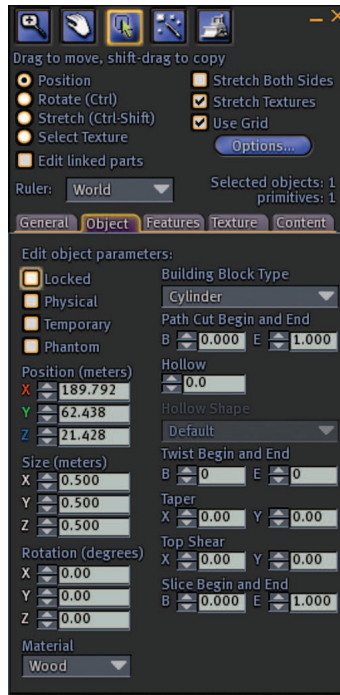 Drag to move, shift-drag to copy
Position
Rotate (Ctrl)
Stretch (Ctrl-Shift)
Select Texture
Edit linked parts
Stretch Both Sides
Stretch Textures
Use Grid
Options...
Ruler: World
Selected objects: 1
primitives: 1
General Object Features Texture Content
Edit object parameters:
Locked
Physical
Temporary
Phantom
Position (meters)
X 189.792
Y 62.438
Z 21.428
Size (meters)
X 0.500
Y 0.500
Z 0.500
Rotation (degrees)
X 0.00
Y 0.00
Z 0.00
Material
Wood
Building Block Type
Cylinder
Path Cut Begin and End
B 0.000 E 1.000
Hollow
0.0
Hollow Shape
Default
Twist Begin and End
B 0 E 0
Taper
X 0.00 Y 0.00
Top Shear
X 0.00 Y 0.00
Slice Begin and End
B 0.000 E 1.000